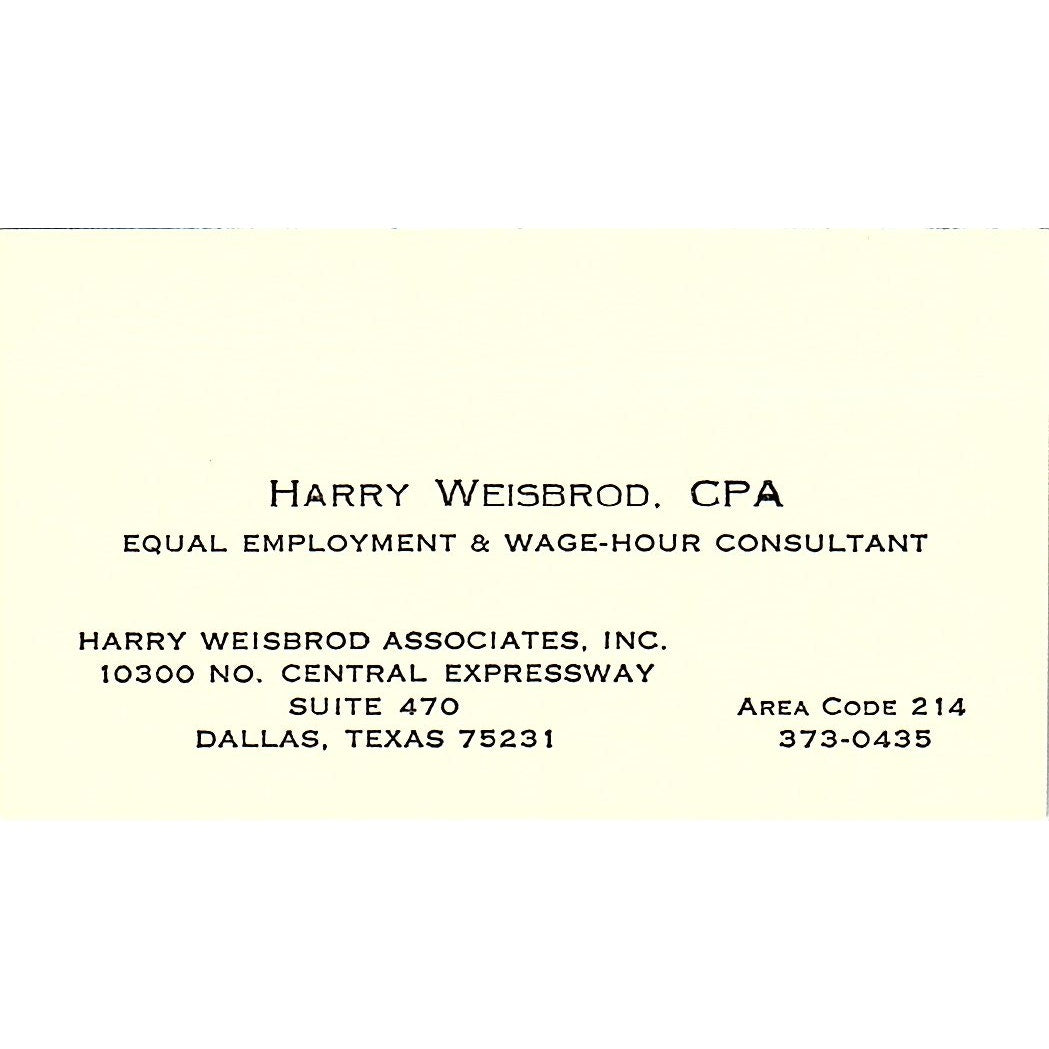 HARRY WEISBROD, CPA
EQUAL EMPLOYMENT & WAGE-HOUR CONSULTANT
HARRY WEISBROD ASSOCIATES, INC.
10300 NO. CENTRAL EXPRESSWAY
SUITE 470
DALLAS, TEXAS 75231
AREA CODE 214
373-0435